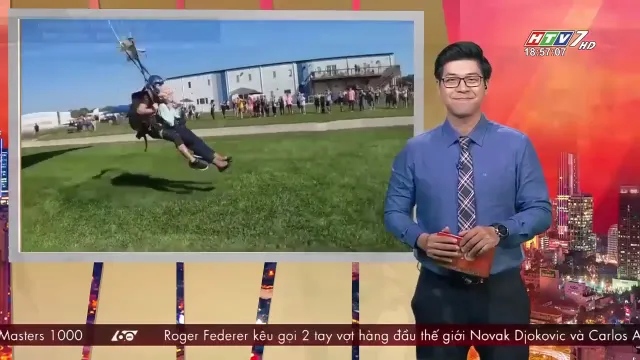 HTV7 HD
18:57:07
Masters 1000 60 Roger Federer kêu gọi 2 tay vợt hàng đầu thế giới Novak Djokovic và Carlos A